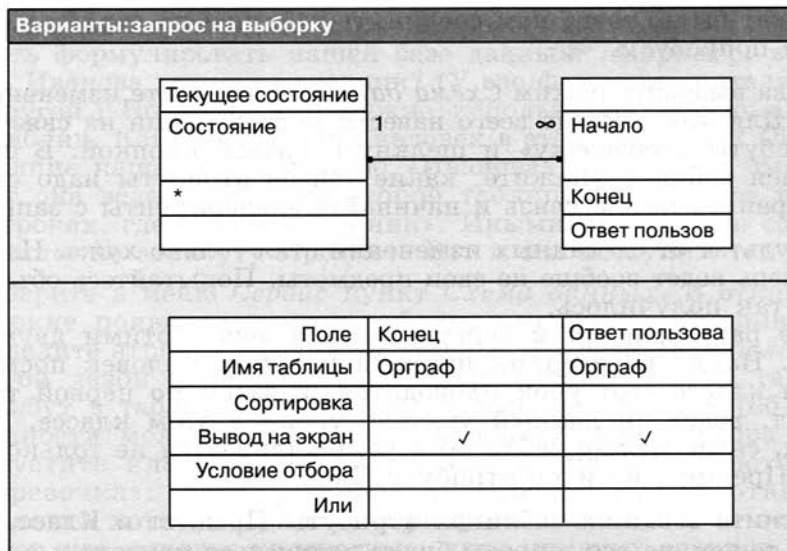 Варианты:запрос на выборку
Текущее состояние
Состояние
*
1
∞
Начало
Конец
Ответ пользов
Поле Конец Ответ пользова
Имя таблицы Орграф Орграф
Сортировка
Вывод на экран ✓ ✓
Условие отбора
Или